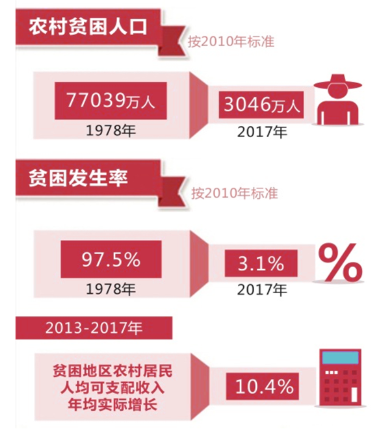 农村贫困人口
按2010年标准
77039万人
3046万人
1978年
2017年
贫困发生率
按2010年标准
97.5%
3.1%
%
1978年
2017年
2013-2017年
贫困地区农村居民
人均可支配收入
年均实际增长
10.4%